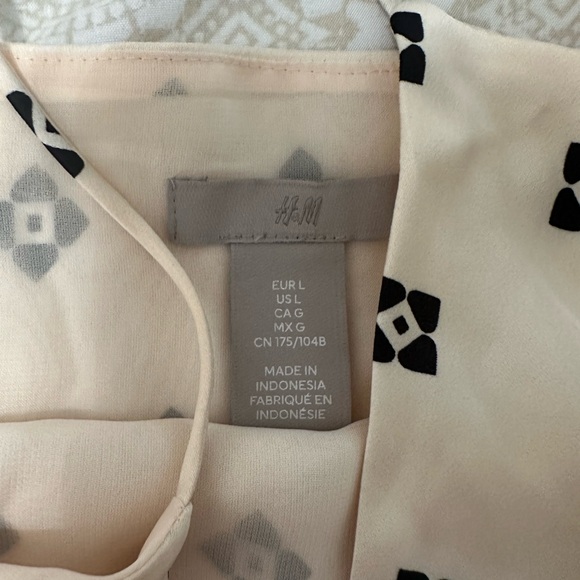 H&M
EUR L
US L
CA G
MX G
CN 175/104B
MADE IN
INDONESIA
FABRIQUÉ EN
INDONÉSIE